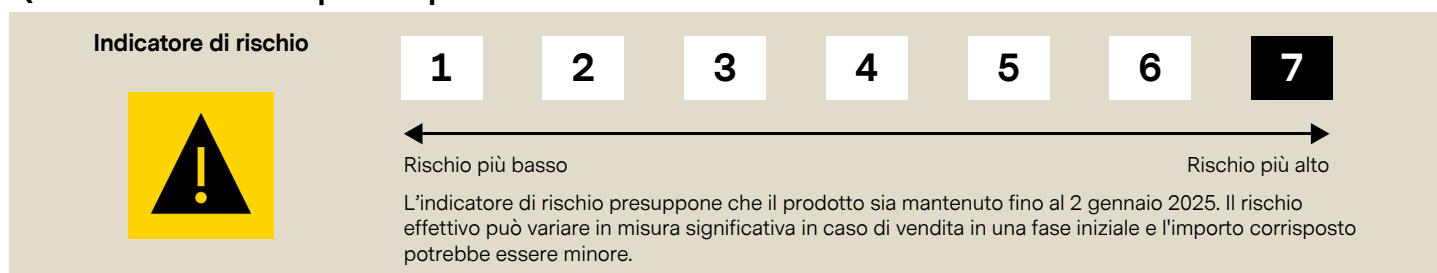 Indicatore di rischio
1 2 3 4 5 6 7
Rischio più basso Rischio più alto
L'indicatore di rischio presuppone che il prodotto sia mantenuto fino al 2 gennaio 2025. Il rischio
effettivo può variare in misura significativa in caso di vendita in una fase iniziale e l'importo corrisposto
potrebbe essere minore.